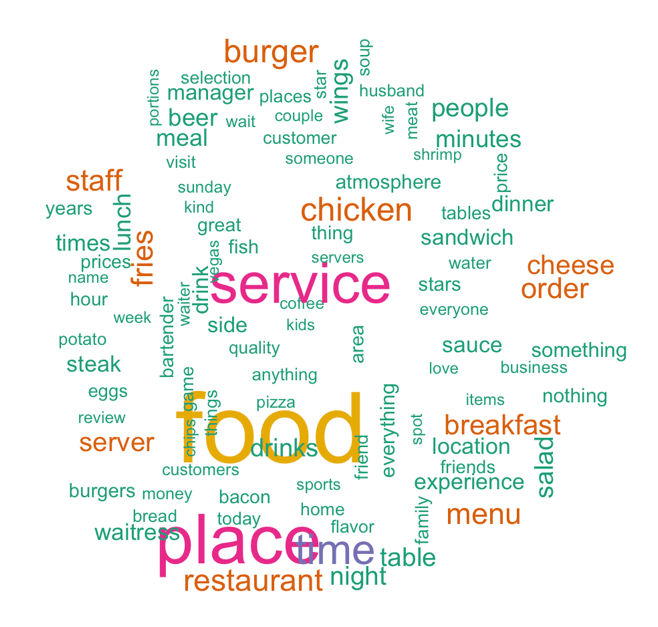 burger
soup
selection
star
wings
portions
manager
places
husband
beer
wait
couple
wife
meat
people
meal
customer
minutes
visit
someone
shrimp
price
staff
sunday
atmosphere
years
lunch
kind
chicken
tables
dinner
great
thing
times
fries
fish
sandwich
prices
vegas
servers
water
cheese
name
drink
service
stars
order
hour
waiter
coffee
everyone
week
bartender
side
kids
area
potato
quality
sauce
something
steak
anything
love
business
eggs
game
pizza
everything
items
nothing
review
chips
things
food
spot
breakfast
server
drinks
friend
location
salad
customers
friends
burgers
money
bacon
sports
experience
bread
today
home
family
menu
waitress
place
flavor
time
table
restaurant
night